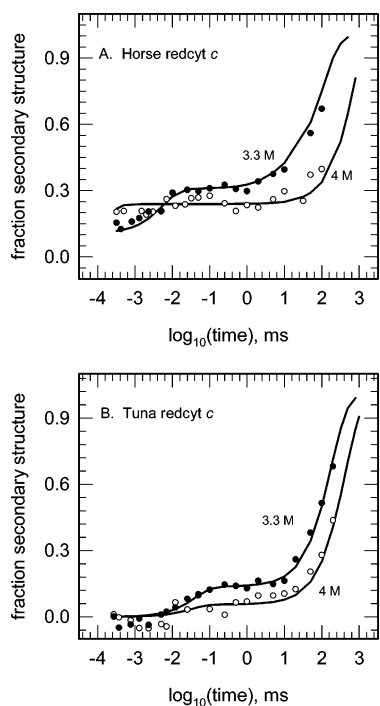 A. Horse redcyt c
fraction secondary structure
0.9
0.6
0.3
0.0
3.3 M
4 M
-4 -3 -2 -1 0 1 2 3
log10(time), ms
B. Tuna redcyt c
fraction secondary structure
0.9
0.6
0.3
0.0
3.3 M
4 M
-4 -3 -2 -1 0 1 2 3
log10(time), ms